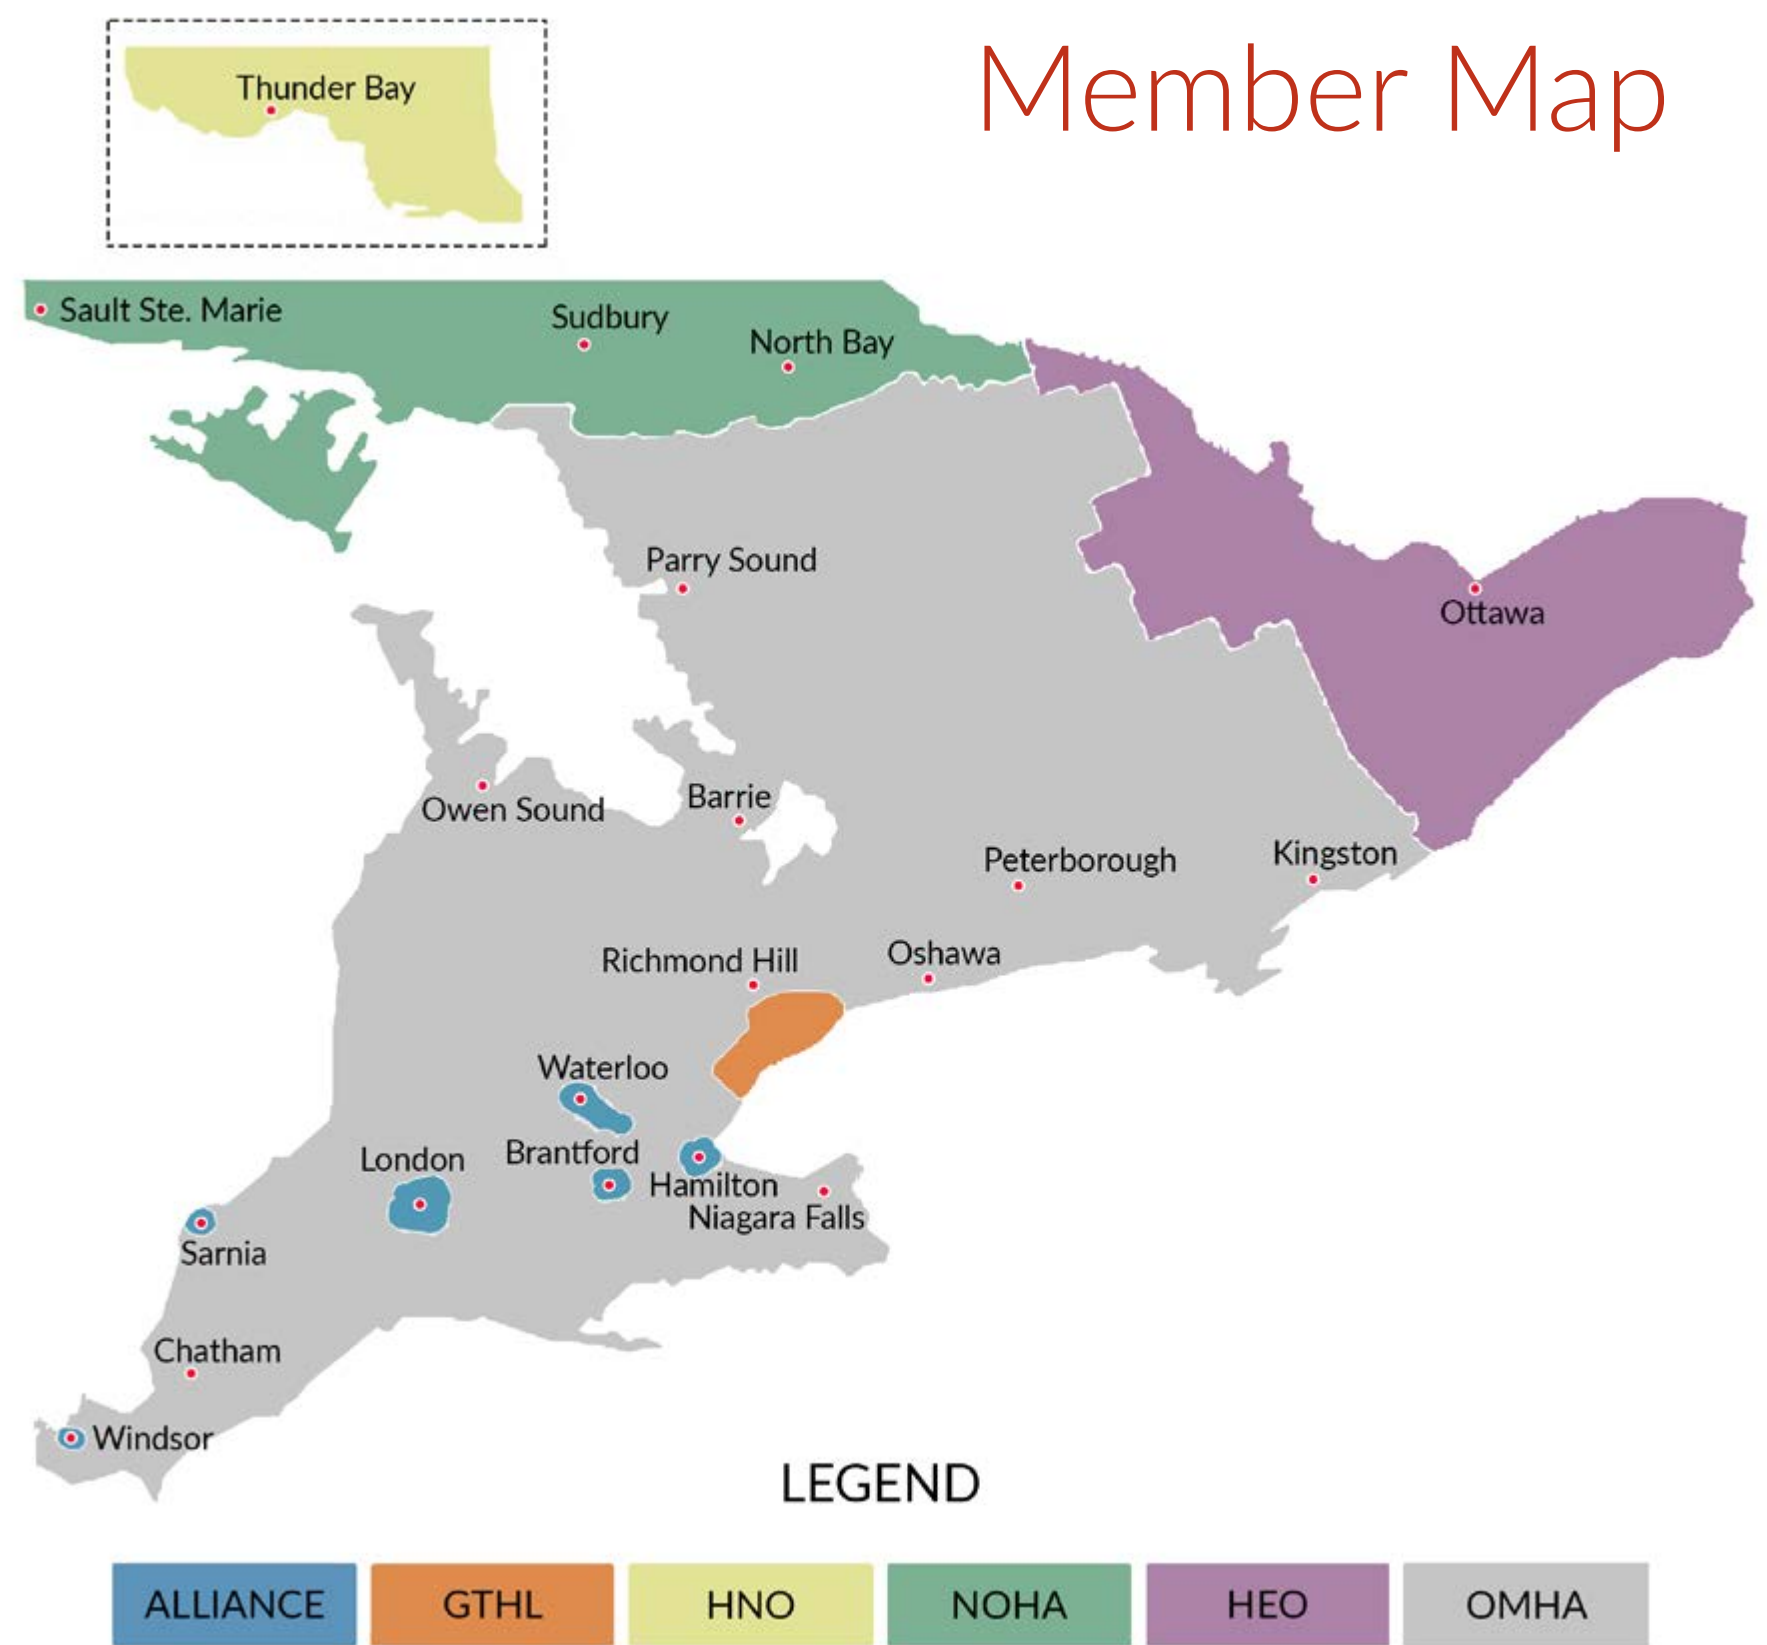 Member Map
Thunder Bay
Sault Ste. Marie
Sudbury
North Bay
Parry Sound
Ottawa
Owen Sound
Barrie
Peterborough
Kingston
Richmond Hill
Oshawa
Waterloo
London
Brantford
Hamilton
Niagara Falls
Sarnia
Chatham
Windsor
LEGEND
ALLIANCE
GTHL
HNO
NOHA
HEO
OMHA